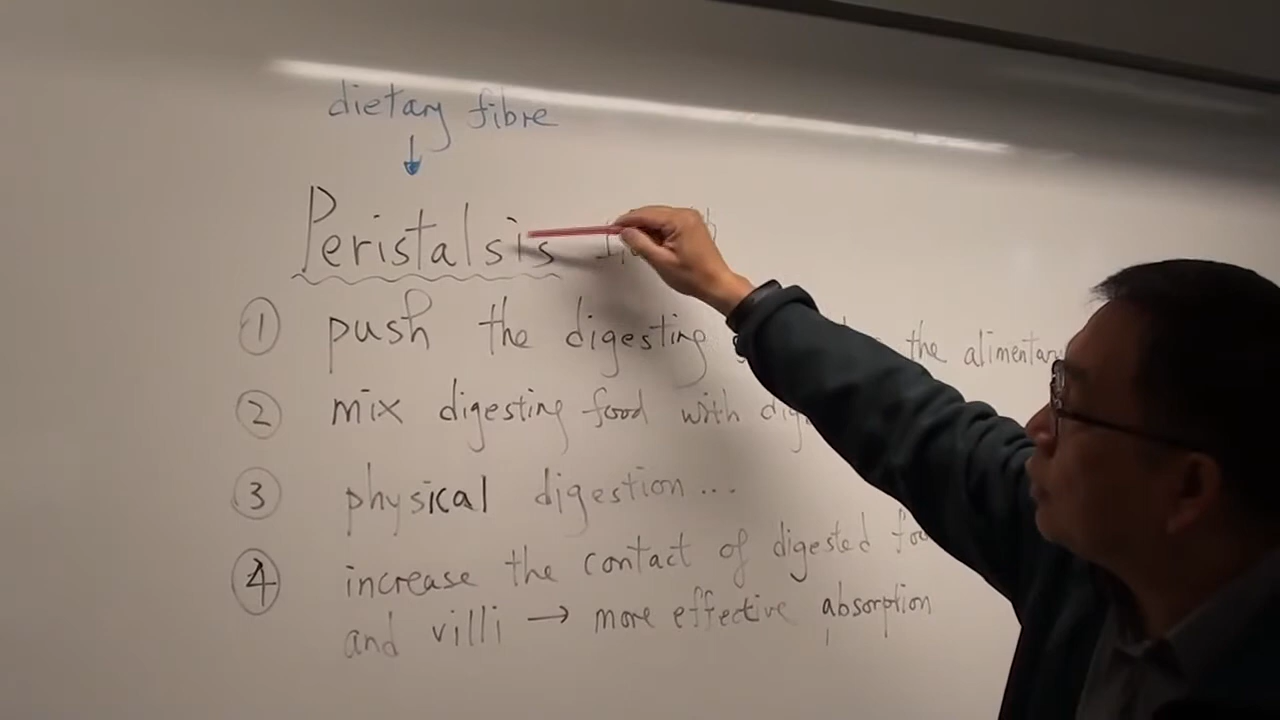 dietary fibre
Peristalsis
① push the digesting the alimentary
② mix digesting food with
③ physical digestion...
④ increase the contact of digested
and villi → more effective absorption